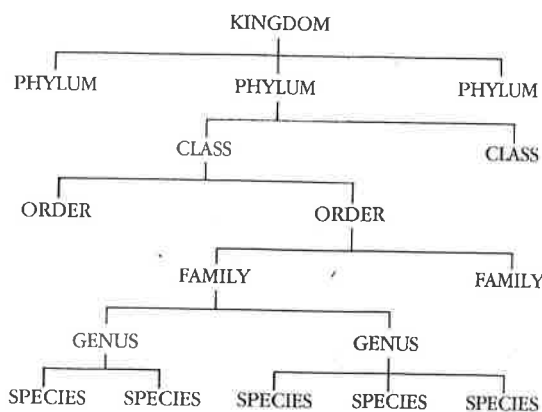 KINGDOM
PHYLUM PHYLUM PHYLUM
CLASS CLASS
ORDER ORDER
FAMILY FAMILY
GENUS GENUS
SPECIES SPECIES SPECIES SPECIES SPECIES